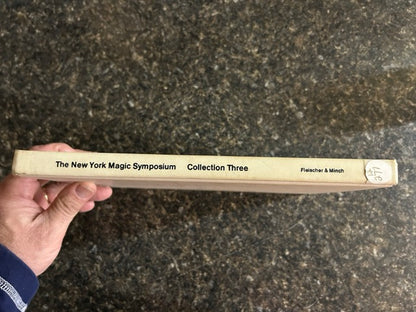 The New York Magic Symposium Collection Three Fleischer & Minch